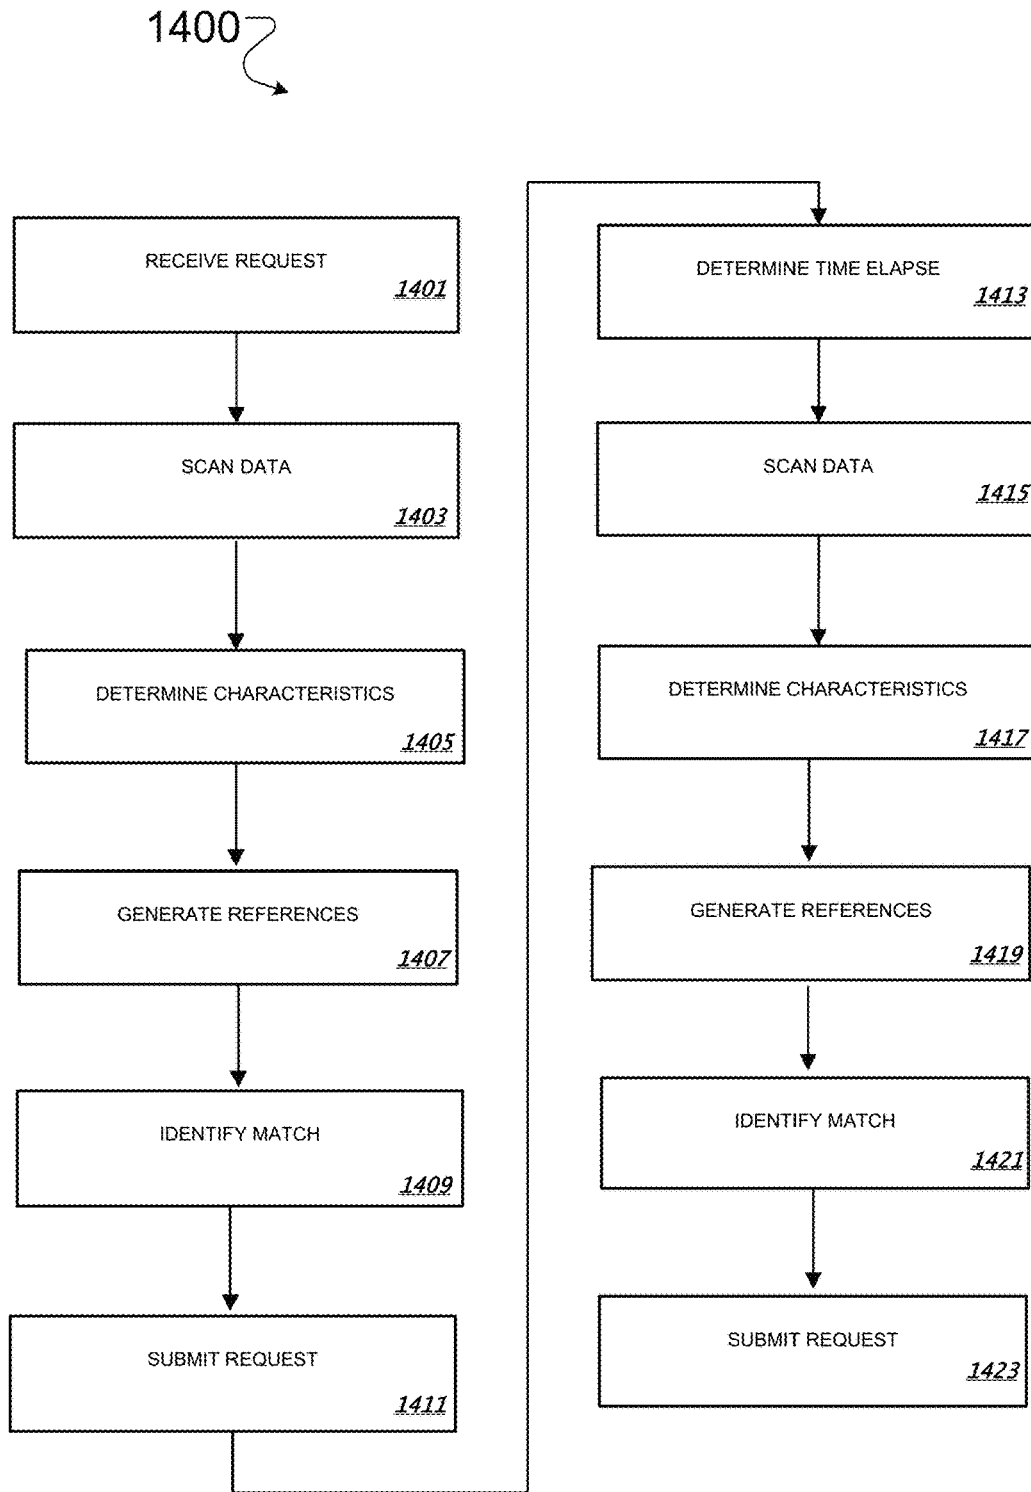 1400
RECEIVE REQUEST
1401
SCAN DATA
1403
DETERMINE CHARACTERISTICS
1405
GENERATE REFERENCES
1407
IDENTIFY MATCH
1409
SUBMIT REQUEST
1411
DETERMINE TIME ELAPSE
1413
SCAN DATA
1415
DETERMINE CHARACTERISTICS
1417
GENERATE REFERENCES
1419
IDENTIFY MATCH
1421
SUBMIT REQUEST
1423